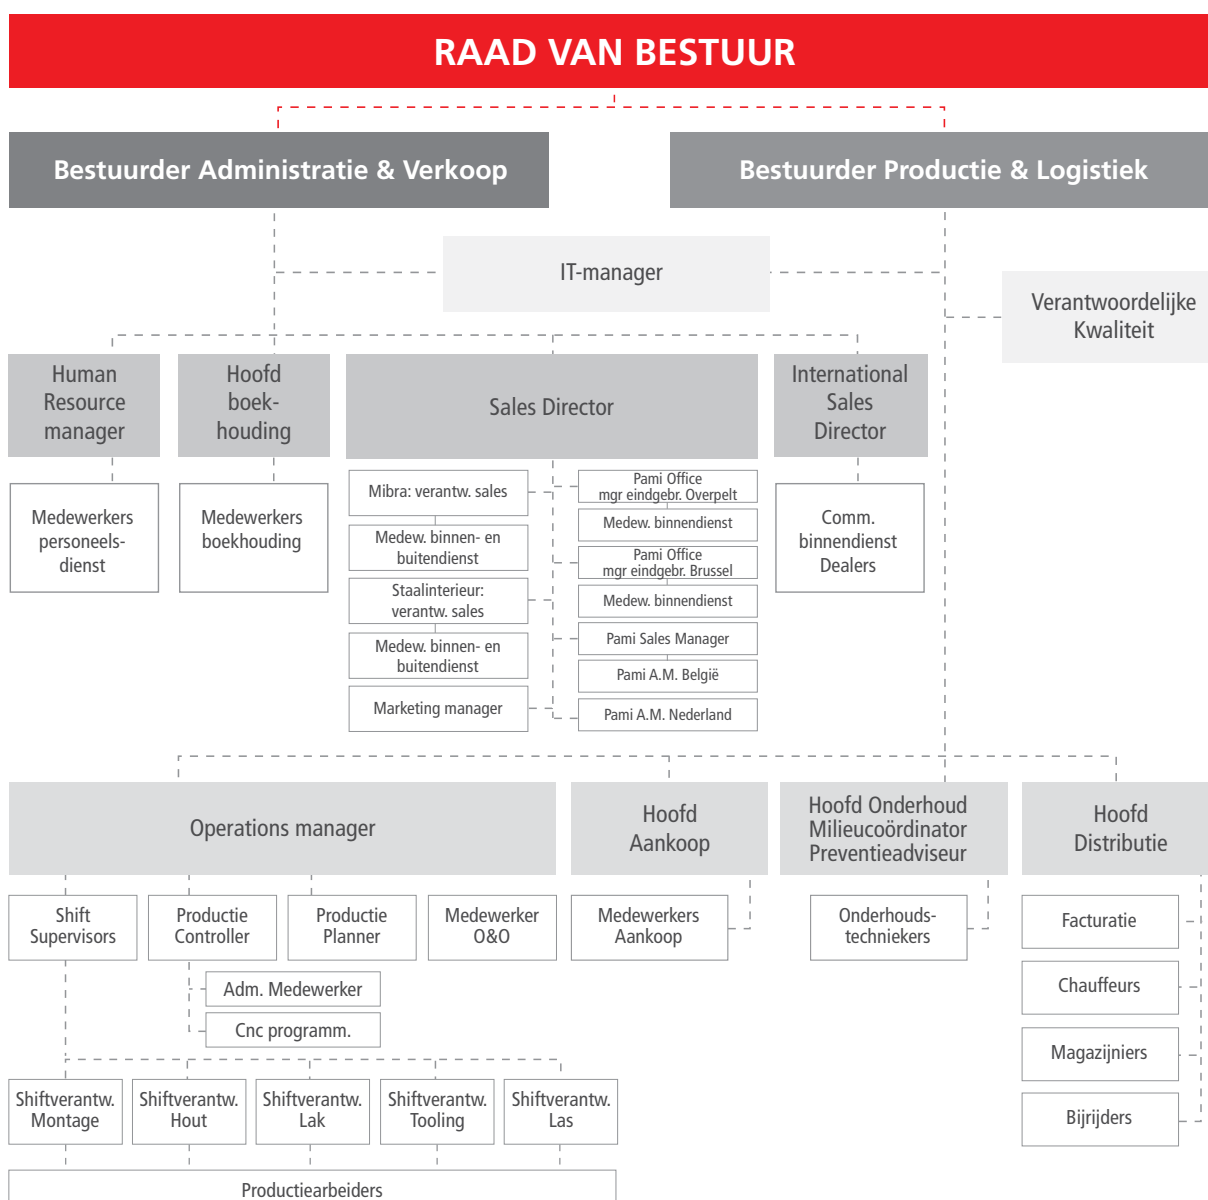 RAAD VAN BESTUUR
Bestuurder Administratie & Verkoop
Bestuurder Productie & Logistiek
IT-manager
Verantwoordelijke
Kwaliteit
Human
Resource
manager
Hoofd
boek-
houding
Sales Director
International
Sales
Director
Medewerkers
personeels-
dienst
Medewerkers
boekhouding
Mibra: verantw. sales
Medew. binnen- en
buitendienst
Staalinterieur:
verantw. sales
Medew. binnen- en
buitendienst
Marketing manager
Pami Office
mgr eindgebr. Overpelt
Medew. binnendienst
Pami Office
mgr eindgebr. Brussel
Medew. binnendienst
Pami Sales Manager
Pami A.M. België
Pami A.M. Nederland
Comm.
binnendienst
Dealers
Operations manager
Hoofd
Aankoop
Hoofd Onderhoud
Milieucoördinator
Preventieadviseur
Hoofd
Distributie
Shift
Supervisors
Productie
Controller
Productie
Planner
Medewerker
O&O
Medewerkers
Aankoop
Onderhouds-
techniekers
Facturatie
Chauffeurs
Magazijniers
Bijrijders
Adm. Medewerker
Cnc programm.
Shiftverantw.
Montage
Shiftverantw.
Hout
Shiftverantw.
Lak
Shiftverantw.
Tooling
Shiftverantw.
Las
Productiearbeiders